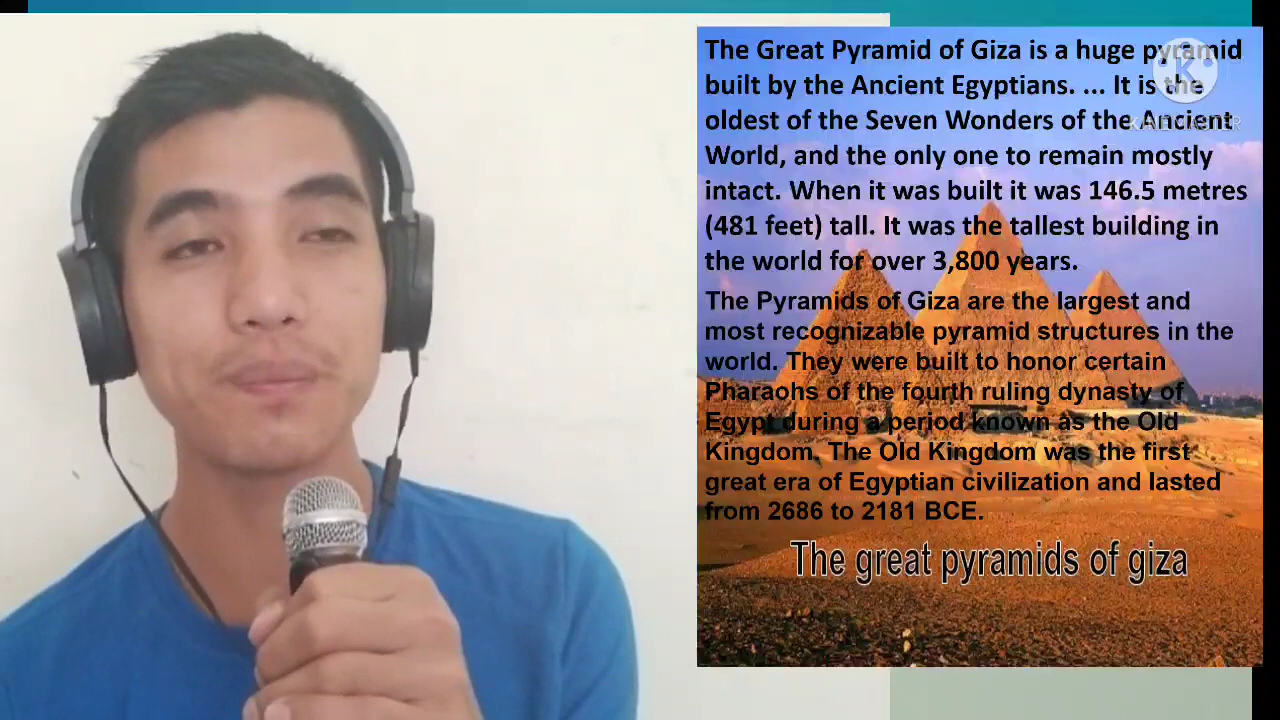 The Great Pyramid of Giza is a huge pyramid
built by the Ancient Egyptians. ... It is the
oldest of the Seven Wonders of the Ancient
World, and the only one to remain mostly
intact. When it was built it was 146.5 metres
(481 feet) tall. It was the tallest building in
the world for over 3,800 years.
The Pyramids of Giza are the largest and
most recognizable pyramid structures in the
world. They were built to honor certain
Pharaohs of the fourth ruling dynasty of
Egypt during a period known as the Old
Kingdom. The Old Kingdom was the first
great era of Egyptian civilization and lasted
from 2686 to 2181 BCE.
The great pyramids of giza
K
KINEMASTER